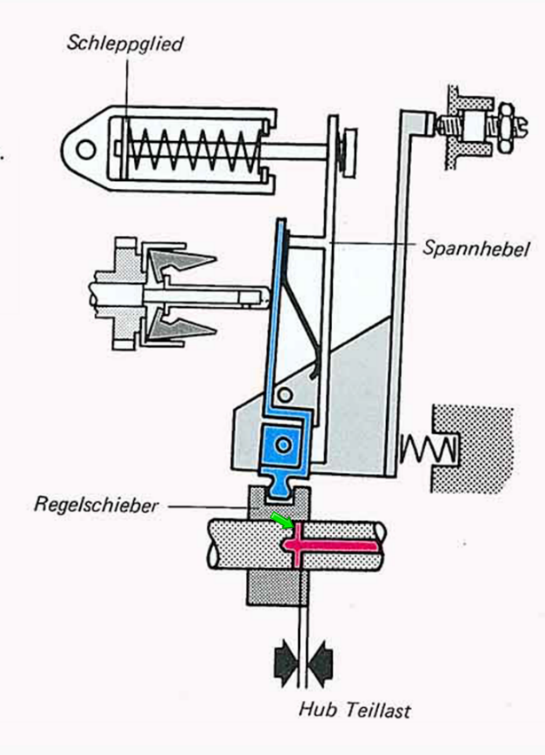 Schleppglied
Spannhebel
Regelschieber
Hub Teillast